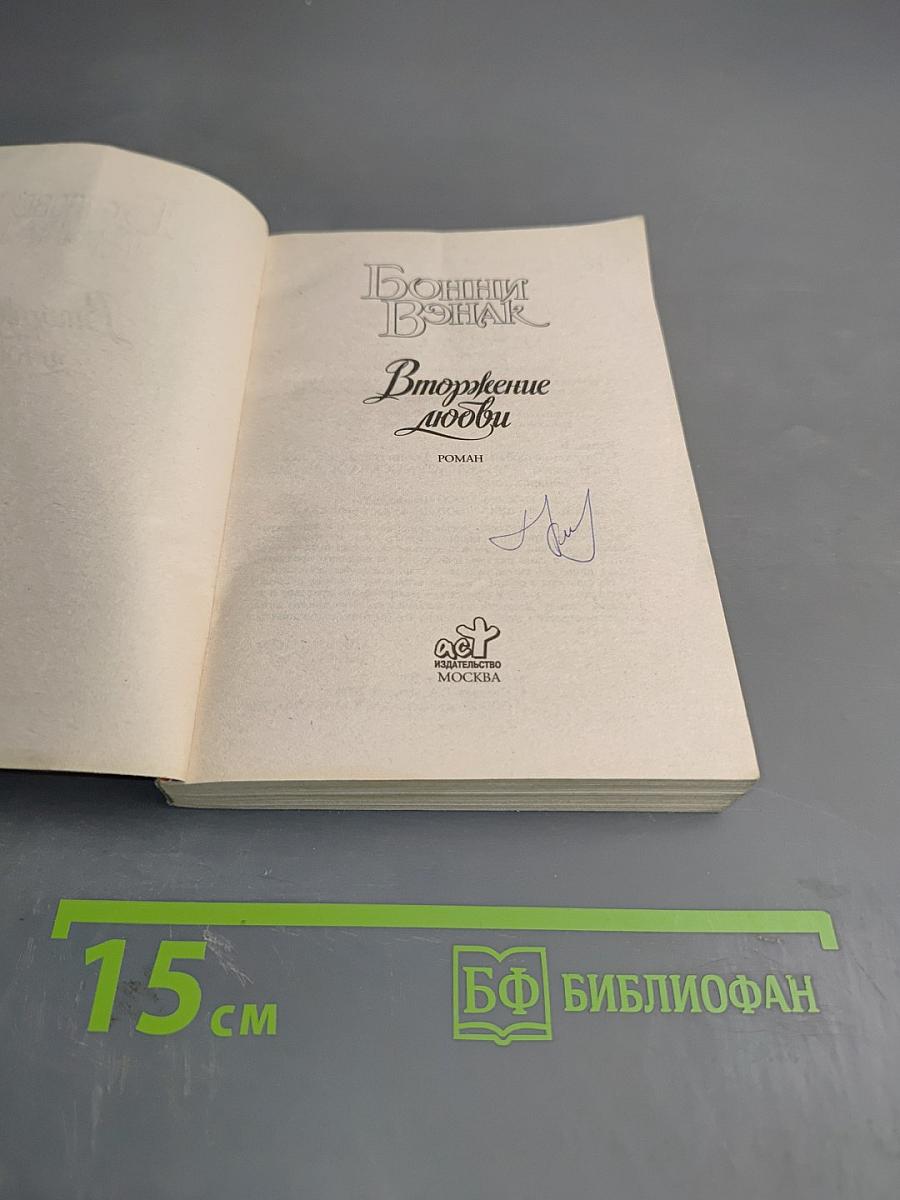 БОННИ
ВЭНАК
Вторжение
любви
РОМАН
аст
ИЗДАТЕЛЬСТВО
МОСКВА
15 см
БФ БИБЛИОФАН